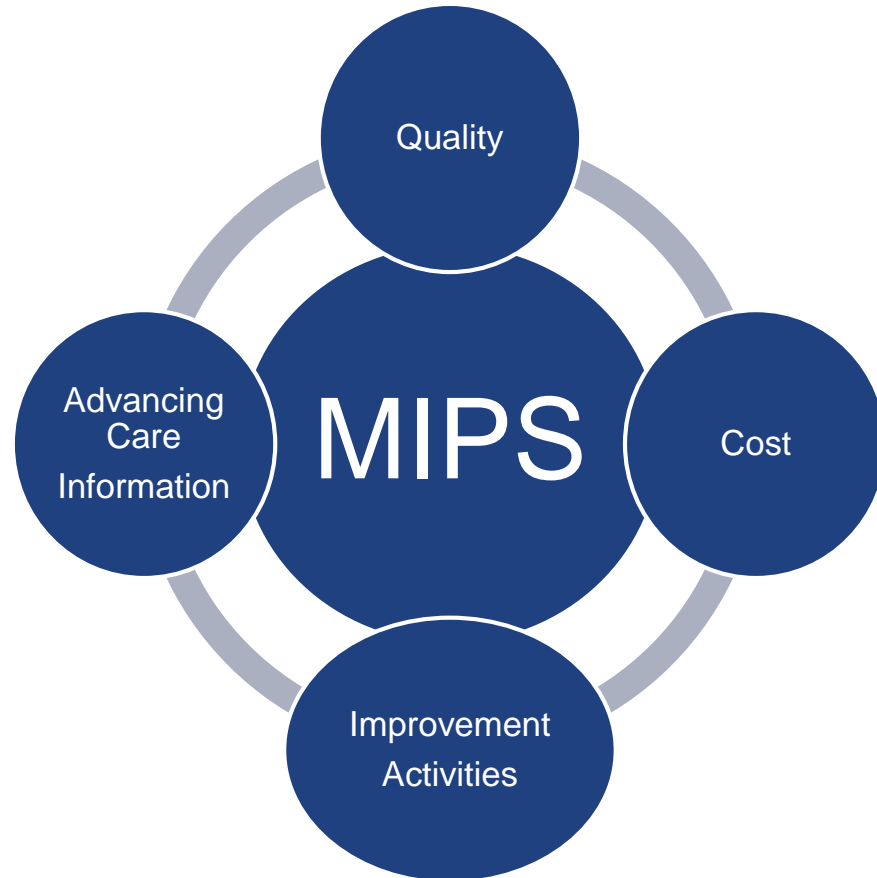 Quality
Advancing
Care
Information
MIPS
Cost
Improvement
Activities